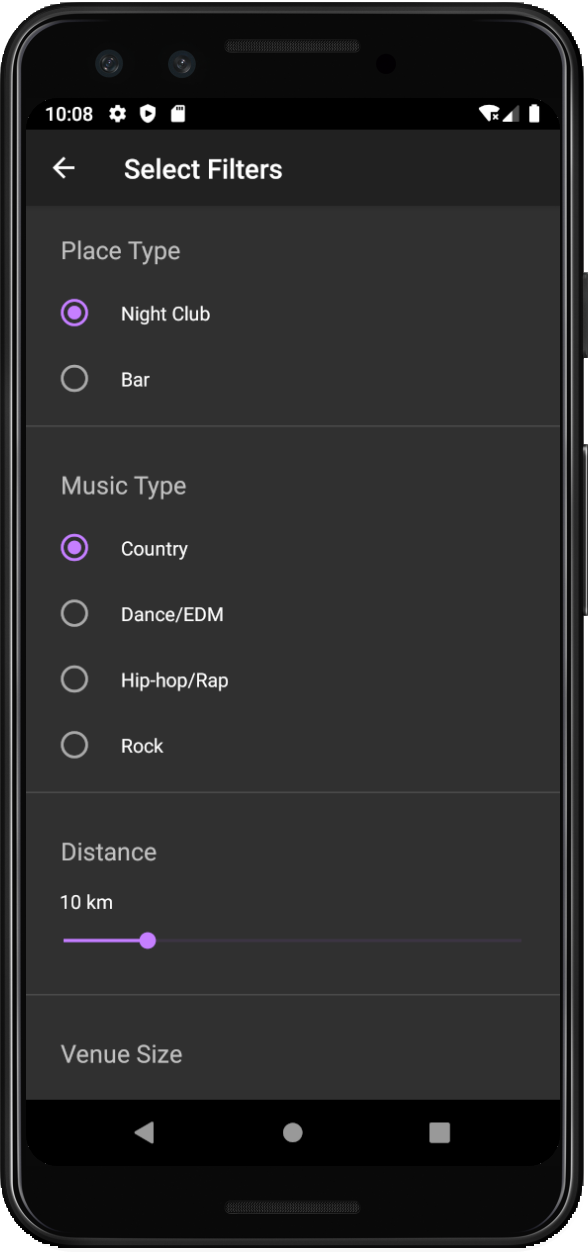 10:08
Select Filters
Place Type
Night Club
Bar
Music Type
Country
Dance/EDM
Hip-hop/Rap
Rock
Distance
10 km
Venue Size